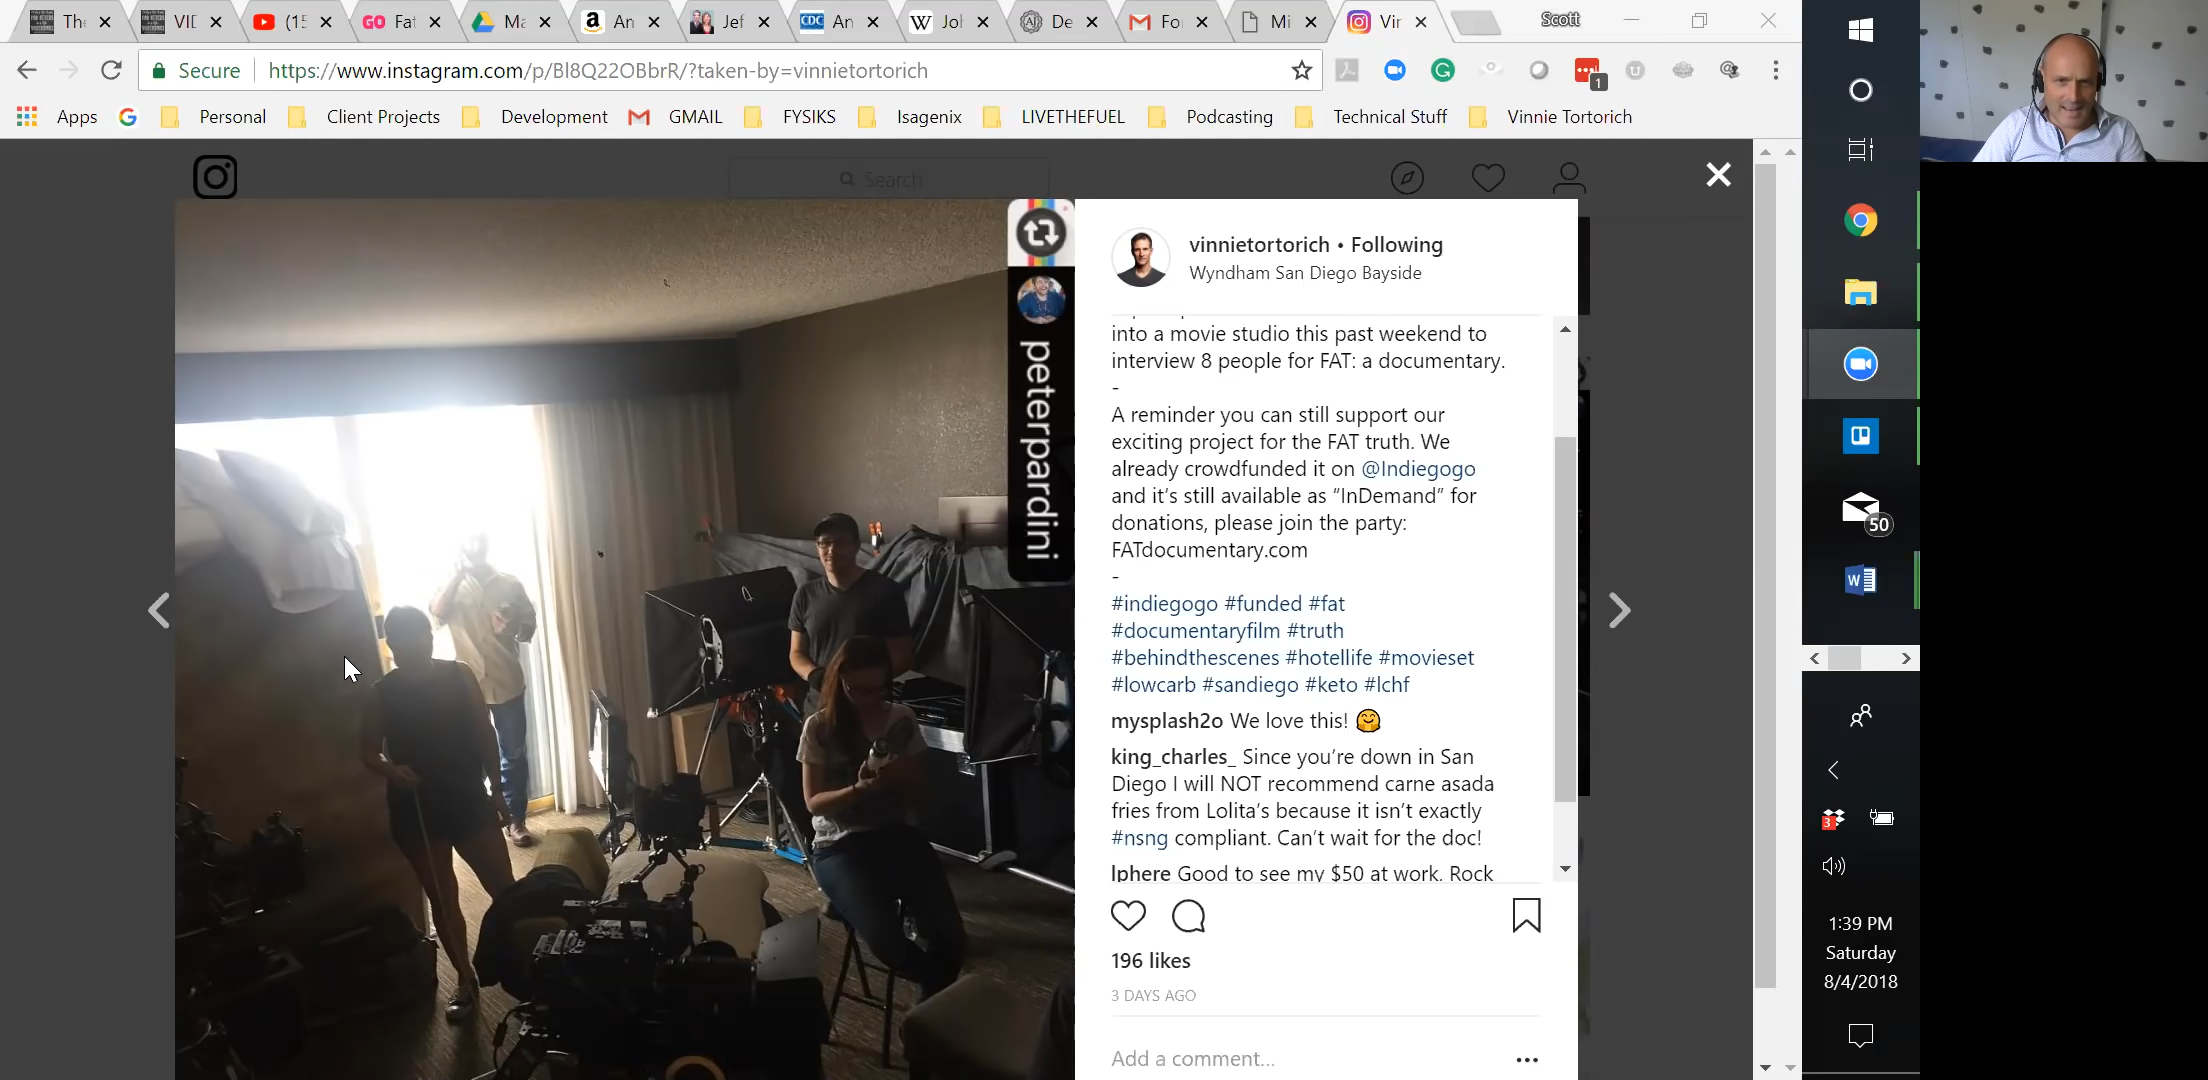 The
VID
(15
Fat
Ma
An
Jef
An
Joh
De
For
Mi
Vin
Scott
Secure
https://www.instagram.com/p/Bl8Q22OBbrR/?taken-by=vinnietortorich
1
Apps
Personal
Client Projects
Development
GMAIL
FYSIKS
Isagenix
LIVETHEFUEL
Podcasting
Technical Stuff
Vinnie Tortorich
Search
peterpardini
vinnietortorich • Following
Wyndham San Diego Bayside
into a movie studio this past weekend to
interview 8 people for FAT: a documentary.
-
A reminder you can still support our
exciting project for the FAT truth. We
already crowdfunded it on @Indiegogo
and it's still available as “InDemand” for
donations, please join the party:
FATdocumentary.com
-
#indiegogo #funded #fat
#documentaryfilm #truth
#behindthescenes #hotellife #movieset
#lowcarb #sandiego #keto #lchf
mysplash2o We love this! 🤗
king_charles_ Since you're down in San
Diego I will NOT recommend carne asada
fries from Lolita's because it isn't exactly
#nsng compliant. Can't wait for the doc!
lphere Good to see my $50 at work. Rock
196 likes
3 DAYS AGO
Add a comment...
50
3
1:39 PM
Saturday
8/4/2018